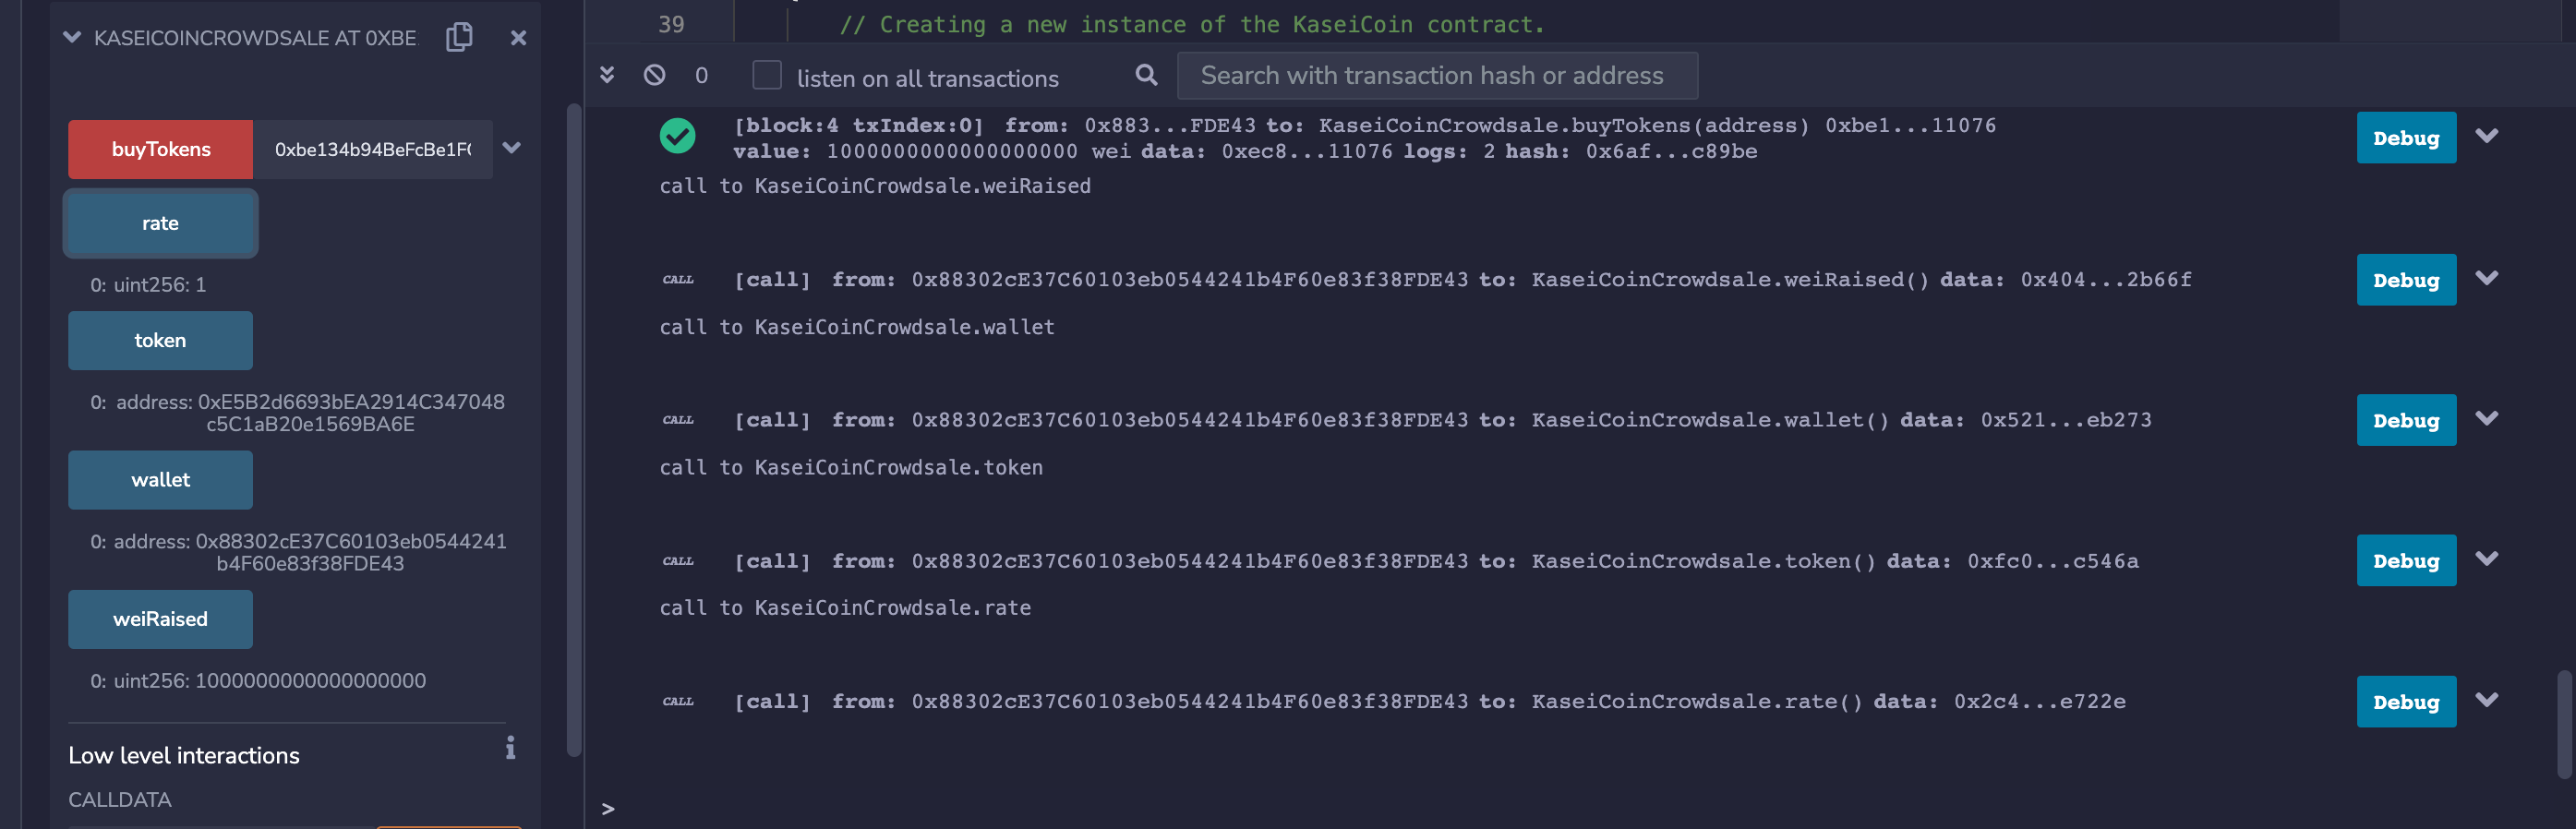 KASEICOINCROWDSALE AT 0XBE
buyTokens 0xbe134b94BeFcBe1F
rate
0: uint256: 1
token
0: address: 0xE5B2d6693bEA2914C347048
c5C1aB20e1569BA6E
wallet
0: address: 0x88302cE37C60103eb0544241
b4F60e83f38FDE43
weiRaised
0: uint256: 1000000000000000000
Low level interactions
CALLDATA
39 // Creating a new instance of the KaseiCoin contract.
0 listen on all transactions Search with transaction hash or address
[block:4 txIndex:0] from: 0x883...FDE43 to: KaseiCoinCrowdsale.buyTokens(address) 0xbe1...11076
value: 1000000000000000000 wei data: 0xec8...11076 logs: 2 hash: 0x6af...c89be
Debug
call to KaseiCoinCrowdsale.weiRaised
CALL [call] from: 0x88302cE37C60103eb0544241b4F60e83f38FDE43 to: KaseiCoinCrowdsale.weiRaised() data: 0x404...2b66f Debug
call to KaseiCoinCrowdsale.wallet
CALL [call] from: 0x88302cE37C60103eb0544241b4F60e83f38FDE43 to: KaseiCoinCrowdsale.wallet() data: 0x521...eb273 Debug
call to KaseiCoinCrowdsale.token
CALL [call] from: 0x88302cE37C60103eb0544241b4F60e83f38FDE43 to: KaseiCoinCrowdsale.token() data: 0xfc0...c546a Debug
call to KaseiCoinCrowdsale.rate
CALL [call] from: 0x88302cE37C60103eb0544241b4F60e83f38FDE43 to: KaseiCoinCrowdsale.rate() data: 0x2c4...e722e Debug
>